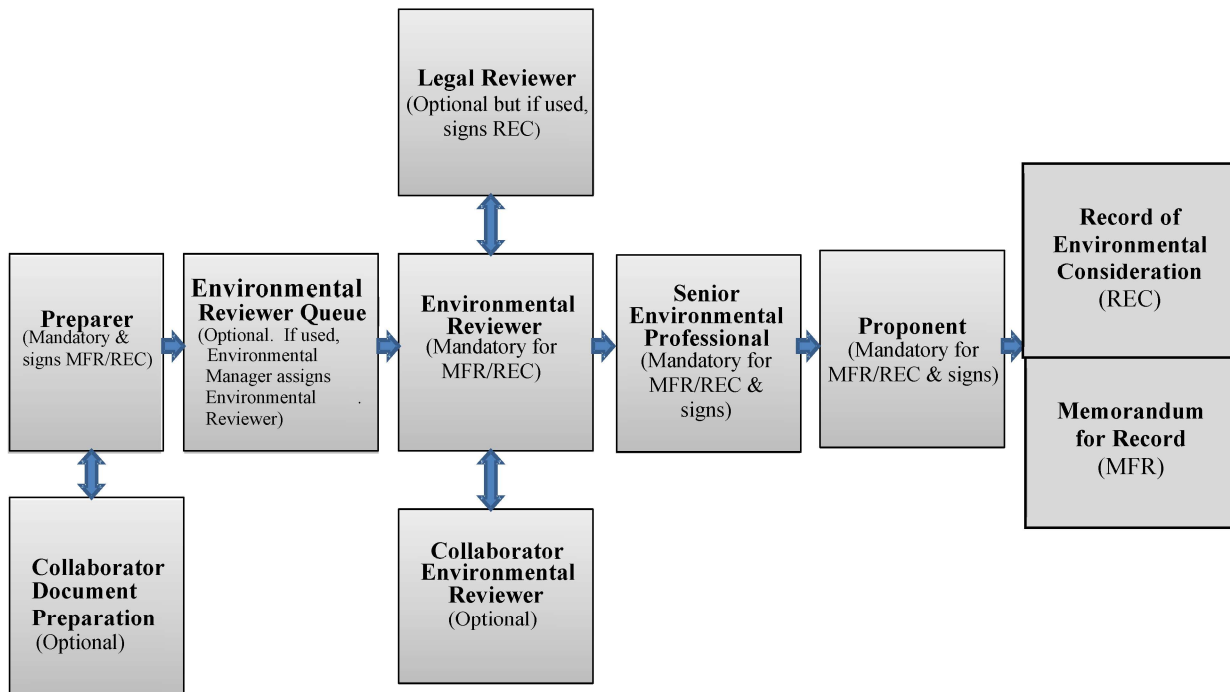 Legal Reviewer
(Optional but if used,
signs REC)
Preparer
(Mandatory &
signs MFR/REC)
Environmental
Reviewer Queue
(Optional. If used,
Environmental
Manager assigns
Environmental .
Reviewer)
Environmental
Reviewer
(Mandatory for
MFR/REC)
Senior
Environmental
Professional
(Mandatory for
MFR/REC &
signs)
Proponent
(Mandatory for
MFR/REC & signs)
Record of
Environmental
Consideration
(REC)
Memorandum
for Record
(MFR)
Collaborator
Document
Preparation
(Optional)
Collaborator
Environmental
Reviewer
(Optional)